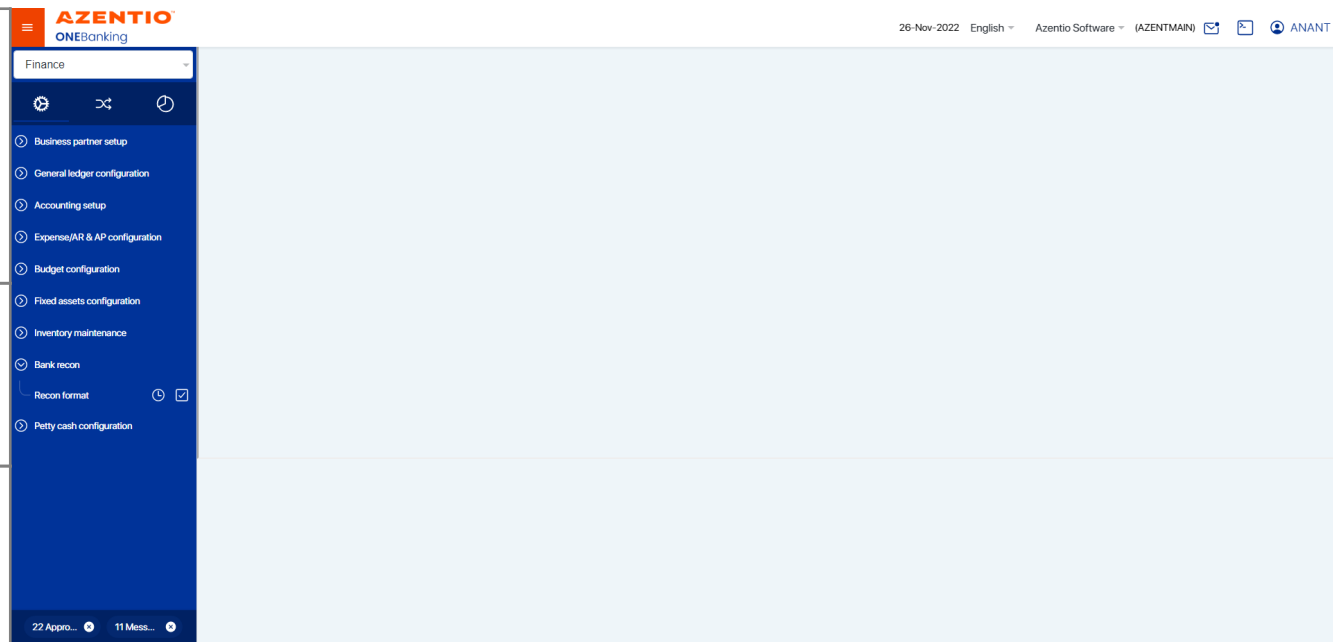 AZENTIO
ONEBanking
26-Nov-2022 English Azentio Software (AZENTMAIN) ANANT
Finance
Business partner setup
General ledger configuration
Accounting setup
Expense/AR & AP configuration
Budget configuration
Fixed assets configuration
Inventory maintenance
Bank recon
Recon format
Petty cash configuration
22 Appro... 11 Mess...